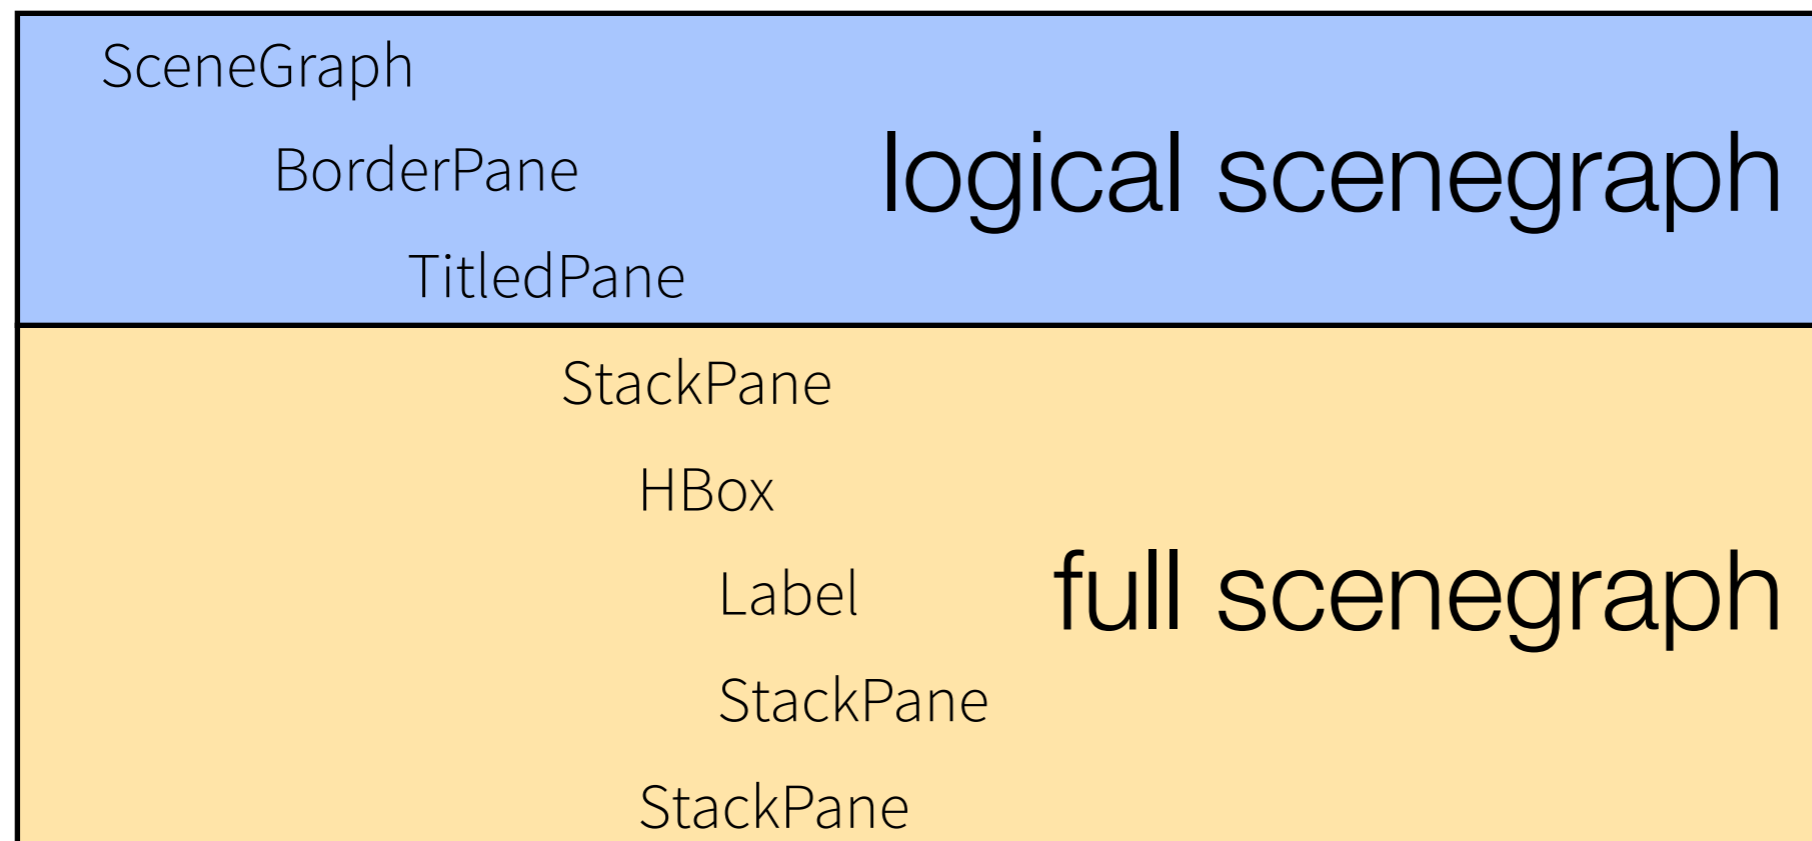 SceneGraph
BorderPane
logical scenegraph
TitledPane
StackPane
HBox
Label
full scenegraph
StackPane
StackPane